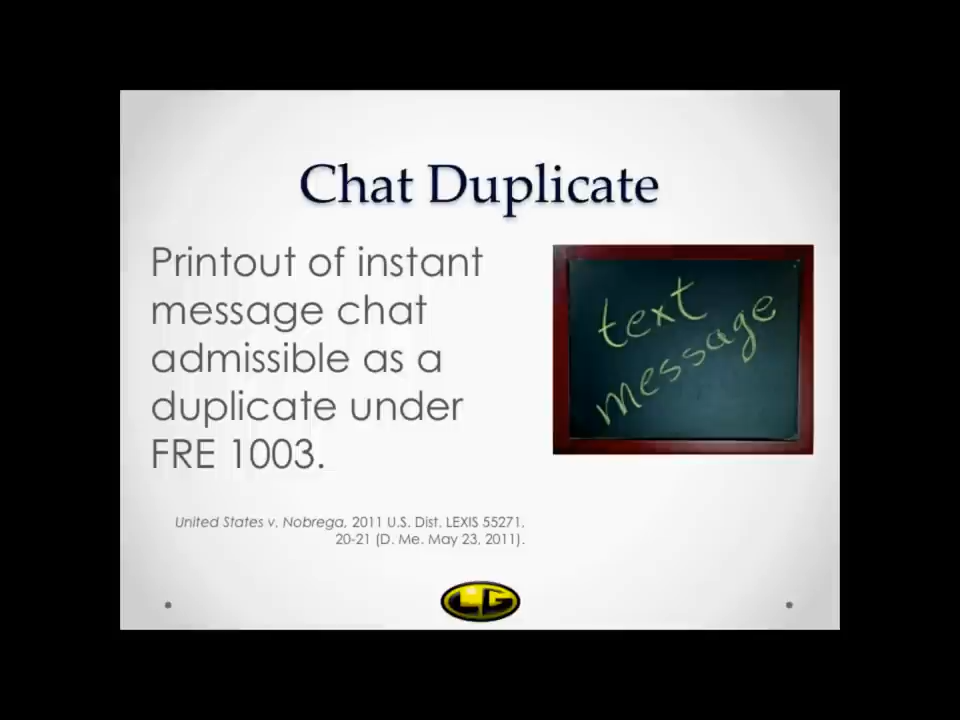 Chat Duplicate
Printout of instant
message chat
admissible as a
duplicate under
FRE 1003.
text
message
United States v. Nobrega, 2011 U.S. Dist. LEXIS 55271,
20-21 (D. Me. May 23, 2011).
LG